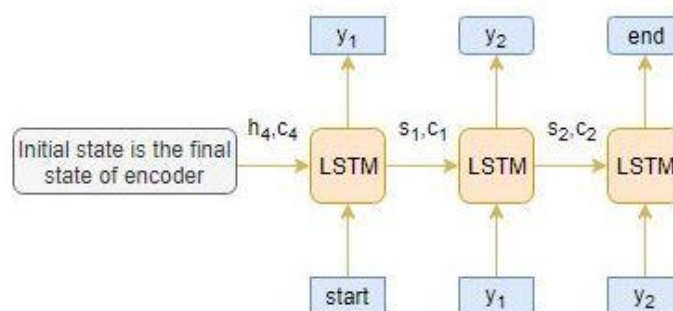 y₁ y₂ end
h₄,c₄ s₁,c₁ s₂,c₂
Initial state is the final
state of encoder
LSTM LSTM LSTM
start y₁ y₂